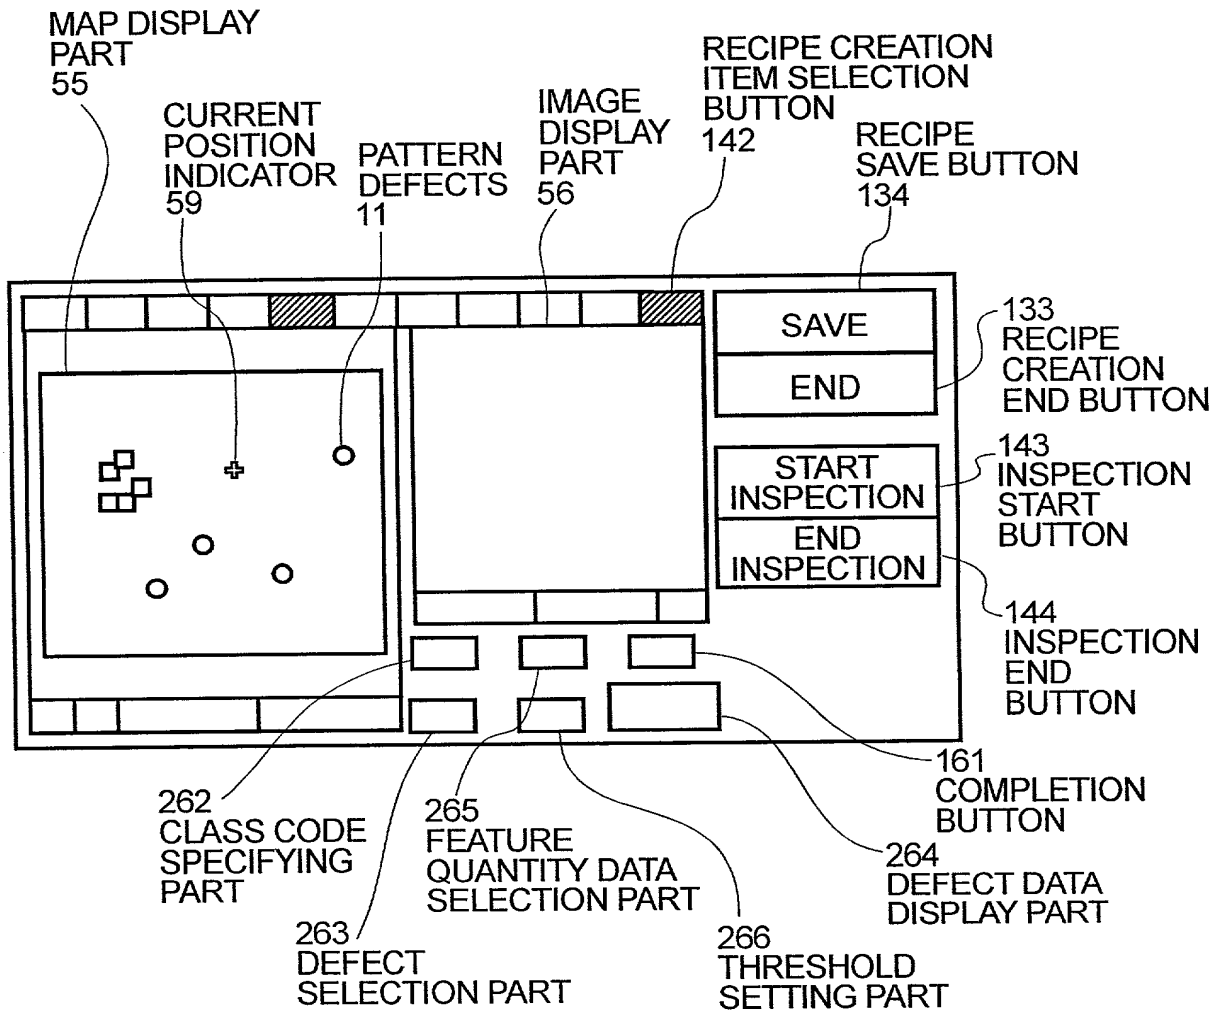 MAP DISPLAY
PART
55
CURRENT
POSITION
INDICATOR
59
PATTERN
DEFECTS
11
IMAGE
DISPLAY
PART
56
RECIPE CREATION
ITEM SELECTION
BUTTON
142
RECIPE
SAVE BUTTON
134
SAVE
END
133
RECIPE
CREATION
END BUTTON
START
INSPECTION
143
INSPECTION
START
BUTTON
END
INSPECTION
144
INSPECTION
END
BUTTON
161
COMPLETION
BUTTON
262
CLASS CODE
SPECIFYING
PART
265
FEATURE
QUANTITY DATA
SELECTION PART
264
DEFECT DATA
DISPLAY PART
263
DEFECT
SELECTION PART
266
THRESHOLD
SETTING PART